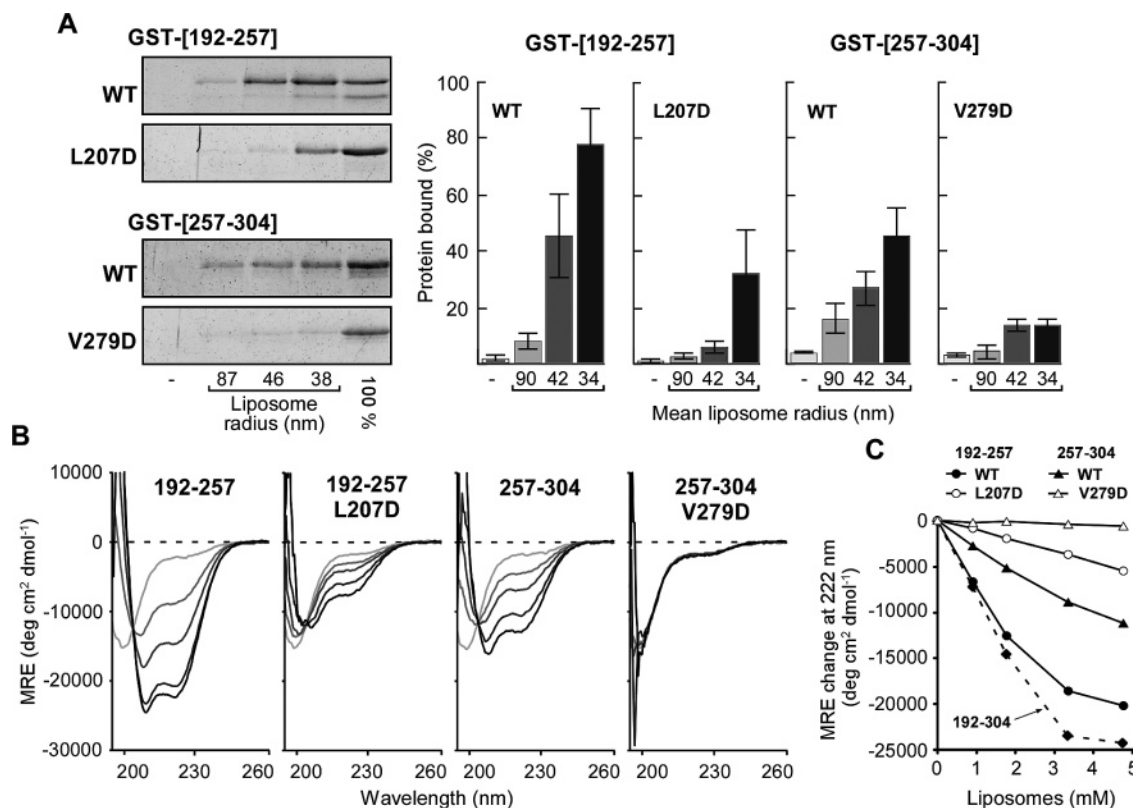 A
GST-[192-257]
WT
L207D
GST-[257-304]
WT
V279D
- 87 46 38 100 %
Liposome
radius (nm)
GST-[192-257] GST-[257-304]
Protein bound (%)
100
80
60
40
20
WT L207D WT V279D
- 90 42 34 - 90 42 34 - 90 42 34 - 90 42 34
Mean liposome radius (nm)
B
MRE (deg cm² dmol⁻¹)
10000
0
-10000
-20000
-30000
192-257
192-257
L207D
257-304
257-304
V279D
200 230 260 200 230 260 200 230 260 200 230 260
Wavelength (nm)
C
192-257 257-304
WT WT
L207D V279D
MRE change at 222 nm
(deg cm² dmol⁻¹)
0
-5000
-10000
-15000
-20000
-25000
192-304
0 1 2 3 4 5
Liposomes (mM)